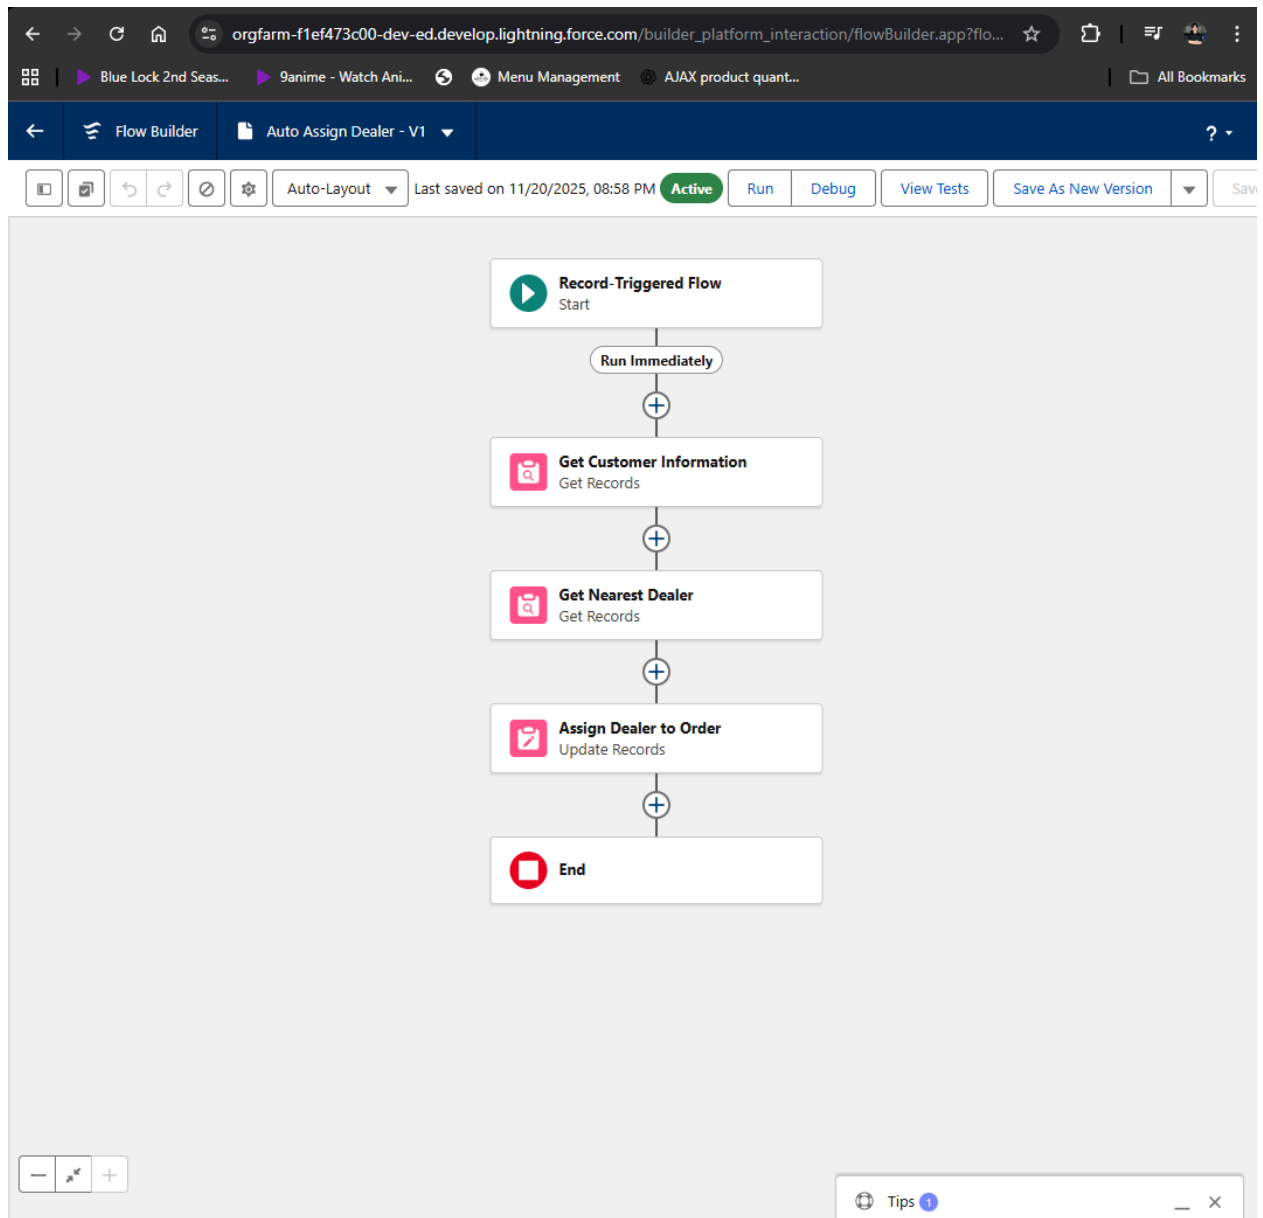 orgfarm-f1ef473c00-dev-ed.develop.lightning.force.com/builder_platform_interaction/flowBuilder.app?flo...
Blue Lock 2nd Seas... 9anime - Watch Ani... Menu Management AJAX product quant... All Bookmarks
Flow Builder Auto Assign Dealer - V1 ?
Auto-Layout Last saved on 11/20/2025, 08:58 PM Active Run Debug View Tests Save As New Version Sav
Record-Triggered Flow
Start
Run Immediately
Get Customer Information
Get Records
Get Nearest Dealer
Get Records
Assign Dealer to Order
Update Records
End
Tips 1